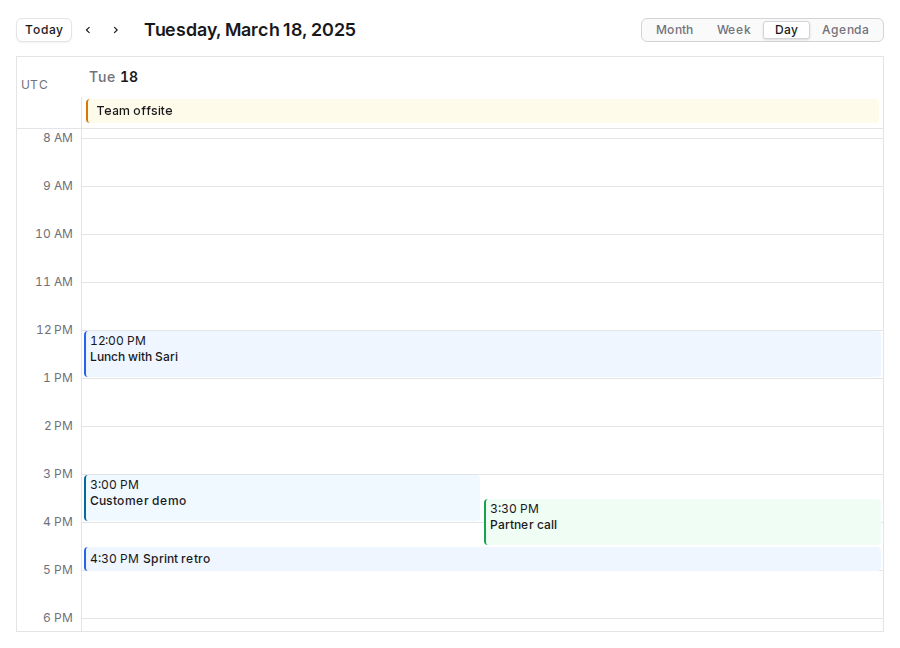 Today
Tuesday, March 18, 2025
Month Week Day Agenda
UTC
Tue 18
Team offsite
8 AM
9 AM
10 AM
11 AM
12 PM
12:00 PM
Lunch with Sari
1 PM
2 PM
3 PM
3:00 PM
Customer demo
3:30 PM
Partner call
4 PM
4:30 PM Sprint retro
5 PM
6 PM